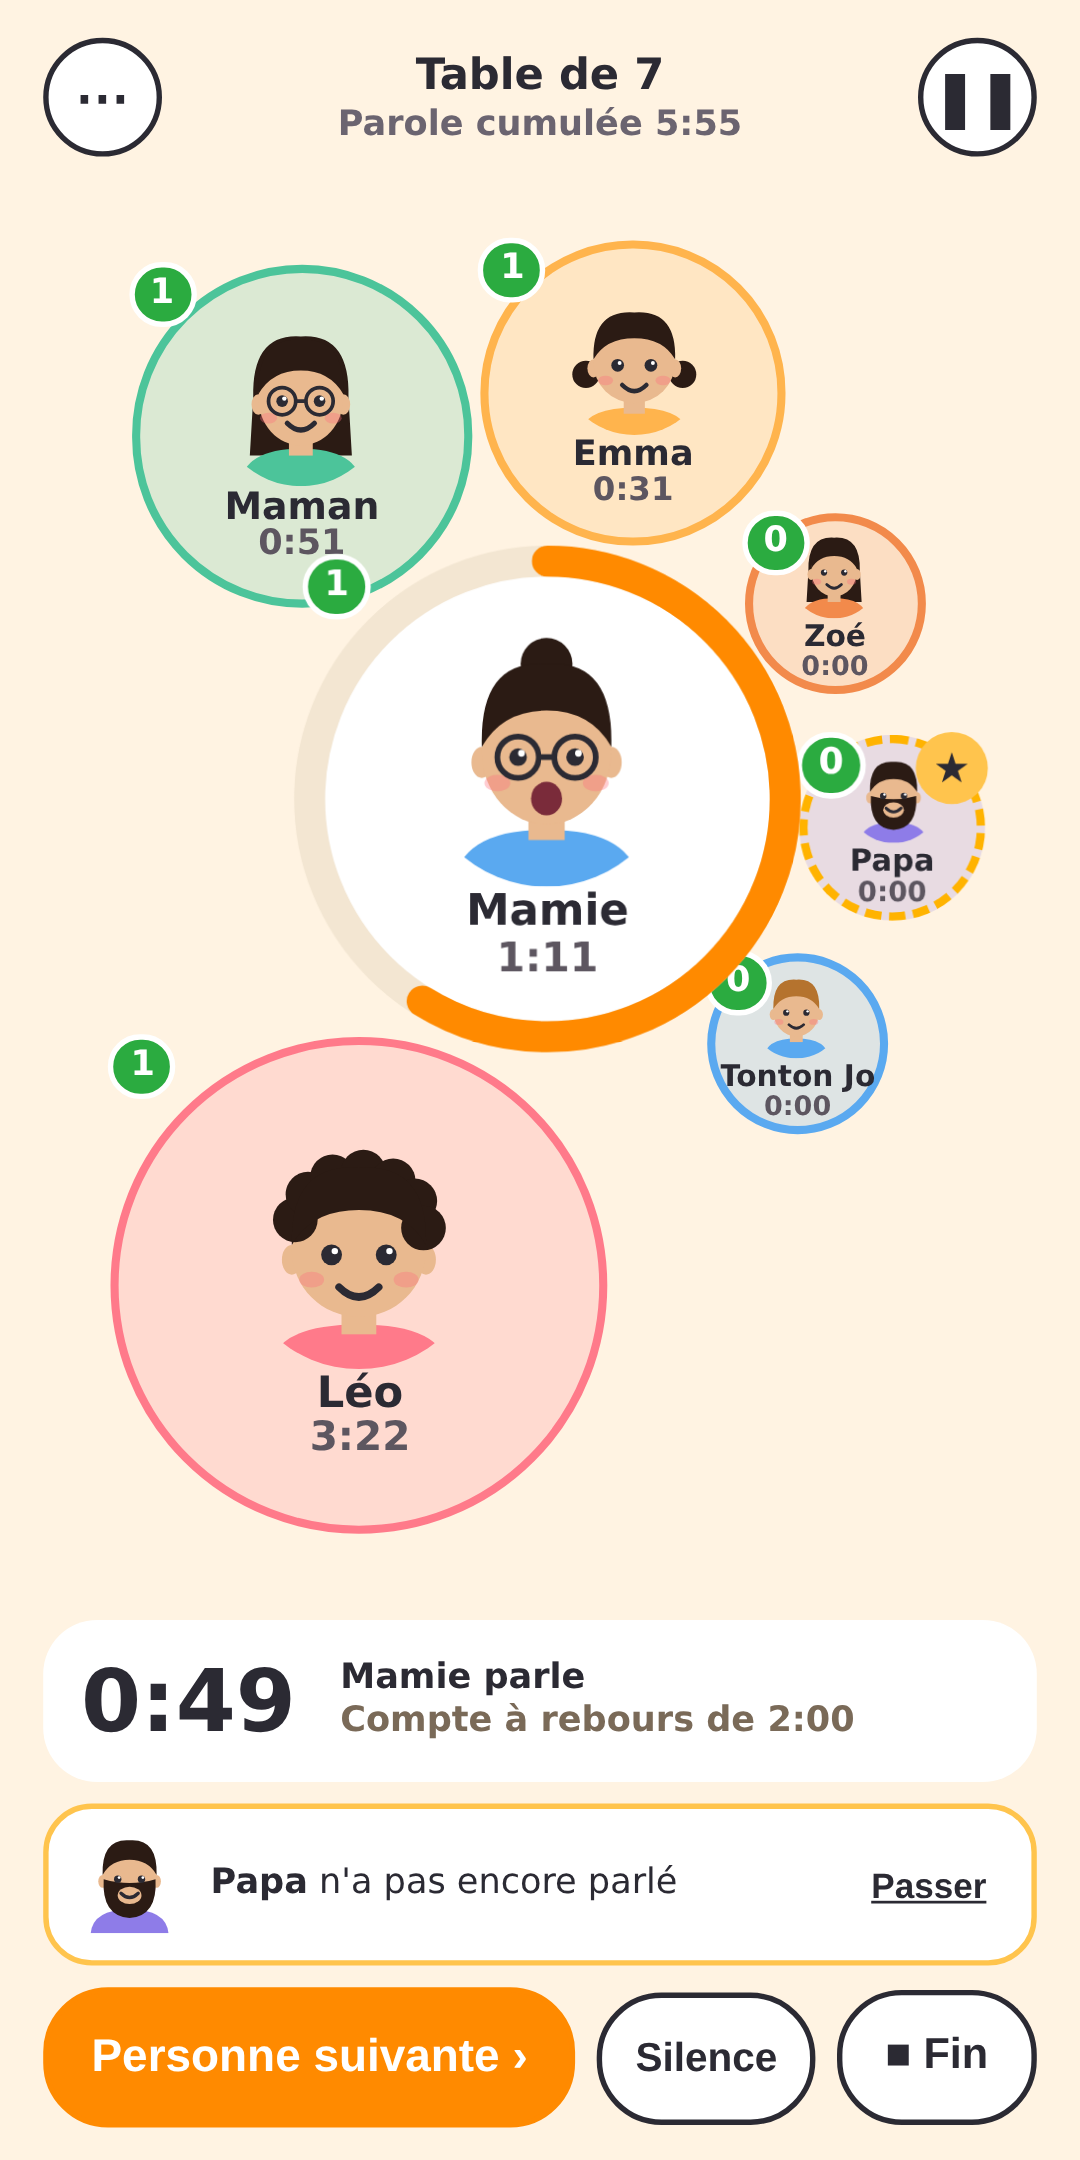 ...
Table de 7
Parole cumulée 5:55
1
Maman
0:51
1
Emma
0:31
0
Zoé
0:00
1
Mamie
1:11
0
★
Papa
0:00
0
Tonton Jo
0:00
1
Léo
3:22
0:49
Mamie parle
Compte à rebours de 2:00
Papa n'a pas encore parlé
Passer
Personne suivante ›
Silence
■ Fin